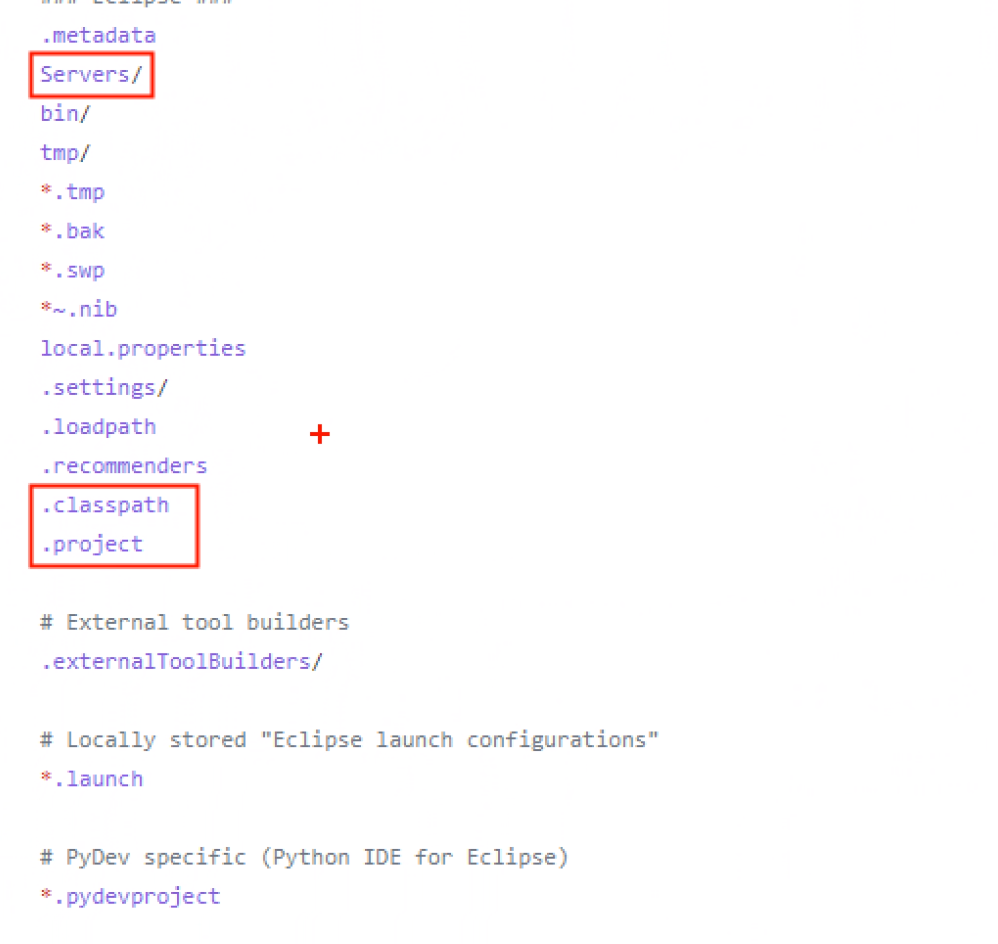 ### Eclipse ###
.metadata
Servers/
bin/
tmp/
*.tmp
*.bak
*.swp
*~.nib
local.properties
.settings/
.loadpath
.recommenders
.classpath
.project
# External tool builders
.externalToolBuilders/
# Locally stored "Eclipse launch configurations"
*.launch
# PyDev specific (Python IDE for Eclipse)
*.pydevproject